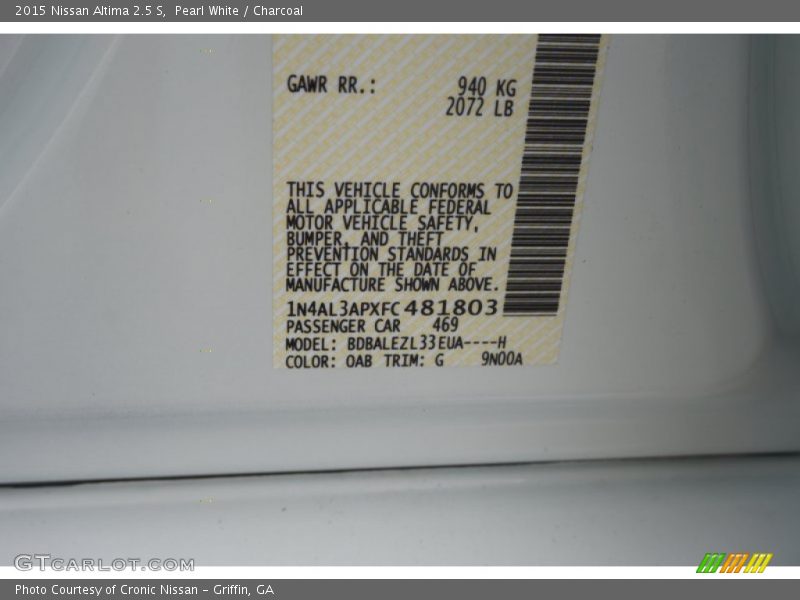 2015 Nissan Altima 2.5 S,  Pearl White / Charcoal
GAWR RR.: 940 KG
2072 LB
THIS VEHICLE CONFORMS TO
ALL APPLICABLE FEDERAL
MOTOR VEHICLE SAFETY,
BUMPER, AND THEFT
PREVENTION STANDARDS IN
EFFECT ON THE DATE OF
MANUFACTURE SHOWN ABOVE.
1N4AL3APXFC481803
PASSENGER CAR 469
MODEL: BDBALEZL33EUA----H
COLOR: OAB TRIM: G 9N00A
GTCARLOT.COM
Photo Courtesy of Cronic Nissan - Griffin, GA